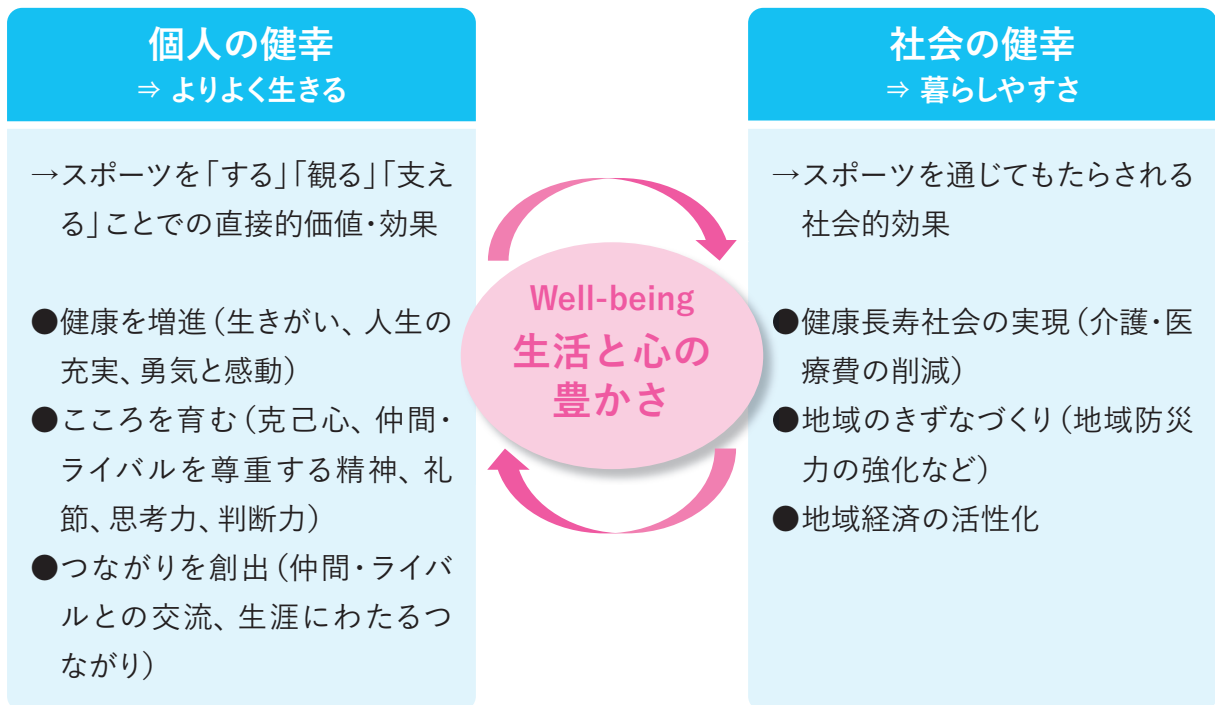 個人の健幸
⇒ よりよく生きる
→スポーツを「する」「観る」「支え
る」ことでの直接的価値・効果
●健康を増進(生きがい、人生の
充実、勇気と感動)
●こころを育む(克己心、仲間・
ライバルを尊重する精神、礼
節、思考力、判断力)
●つながりを創出(仲間・ライバ
ルとの交流、生涯にわたるつ
ながり)
Well-being
生活と心の
豊かさ
社会の健幸
⇒ 暮らしやすさ
→スポーツを通じてもたらされる
社会的効果
●健康長寿社会の実現(介護・医
療費の削減)
●地域のきずなづくり(地域防災
力の強化など)
●地域経済の活性化